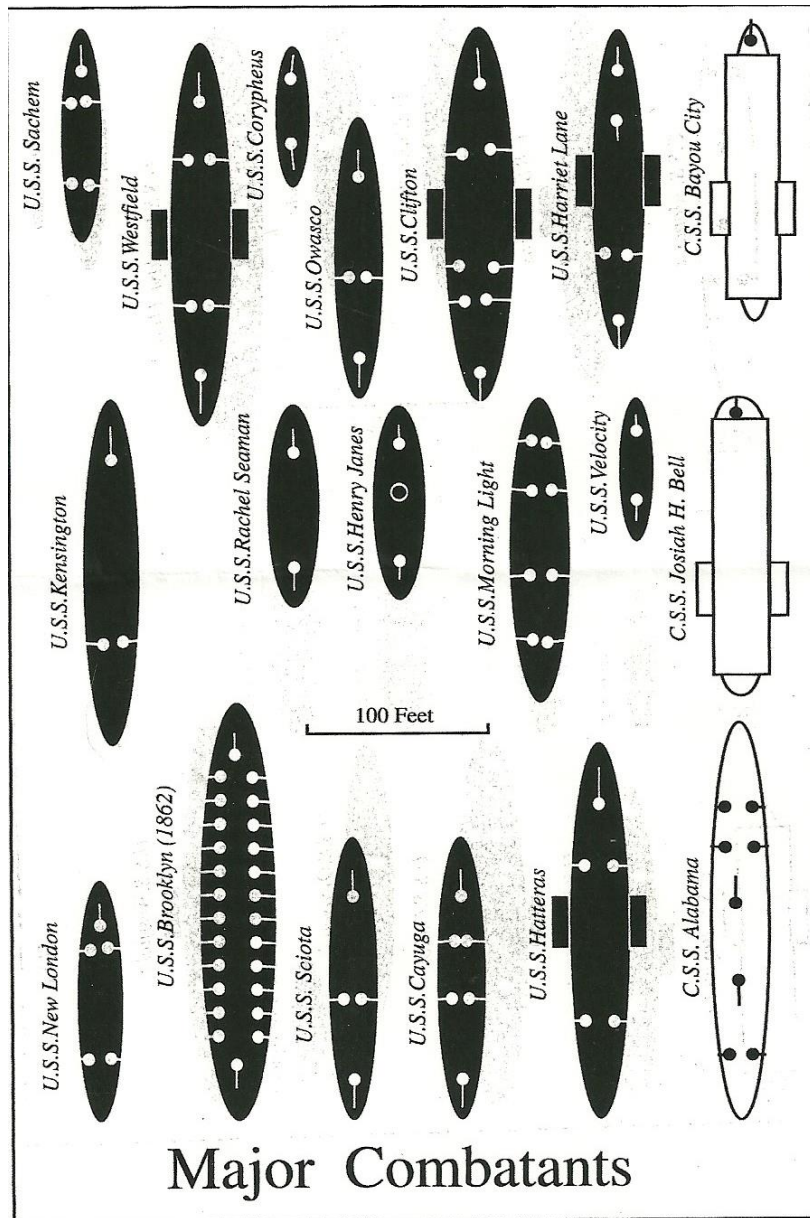 U.S.S. Sachem
U.S.S.Westfield
U.S.S.Corypheus
U.S.S.Owasco
U.S.S.Clifton
U.S.S.Harriet Lane
C.S.S. Bayou City
U.S.S.Kensington
U.S.S.Rachel Seaman
U.S.S.Henry Janes
U.S.S.Morning Light
U.S.S.Velocity
C.S.S. Josiah H. Bell
100 Feet
U.S.S.New London
U.S.S.Brooklyn (1862)
U.S.S. Sciota
U.S.S.Cayuga
U.S.S.Hatteras
C.S.S. Alabama
Major Combatants